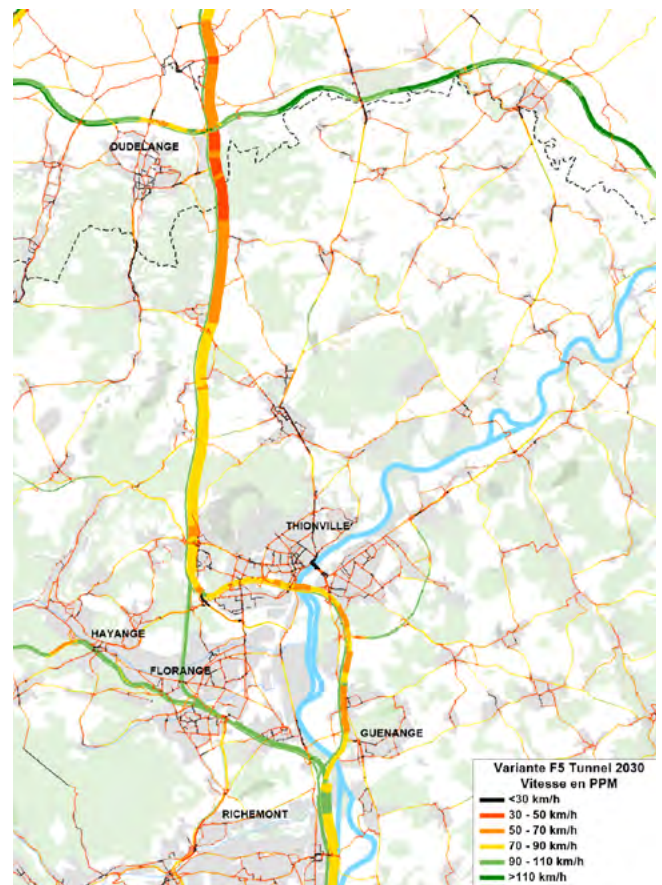 OUDELANGE
THIONVILLE
HAYANGE
FLORANGE
GUENANGE
RICHEMONT
Variante F5 Tunnel 2030
Vitesse en PPM
<30 km/h
30 - 50 km/h
50 - 70 km/h
70 - 90 km/h
90 - 110 km/h
>110 km/h